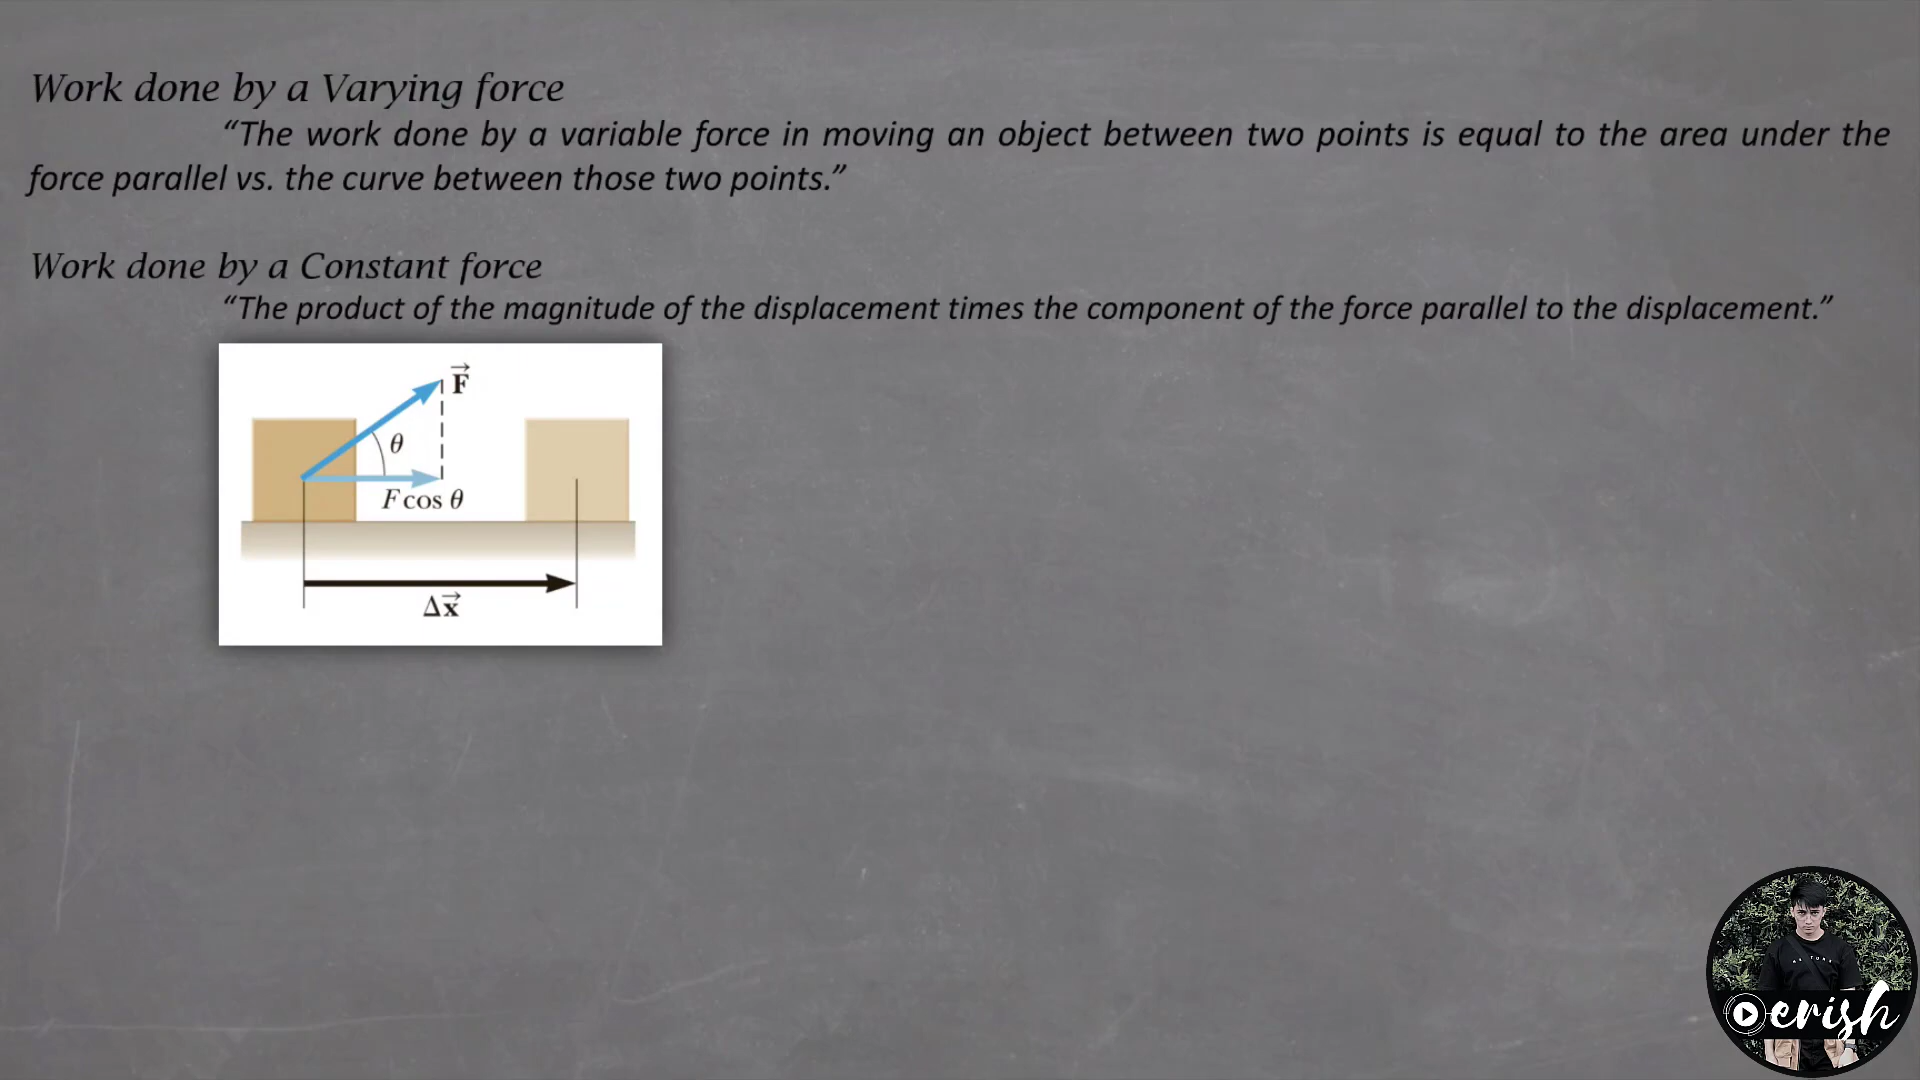 Work done by a Varying force
“The work done by a variable force in moving an object between two points is equal to the area under the
force parallel vs. the curve between those two points.”
Work done by a Constant force
“The product of the magnitude of the displacement times the component of the force parallel to the displacement.”
F⃗
θ
F cos θ
Δx⃗
erish